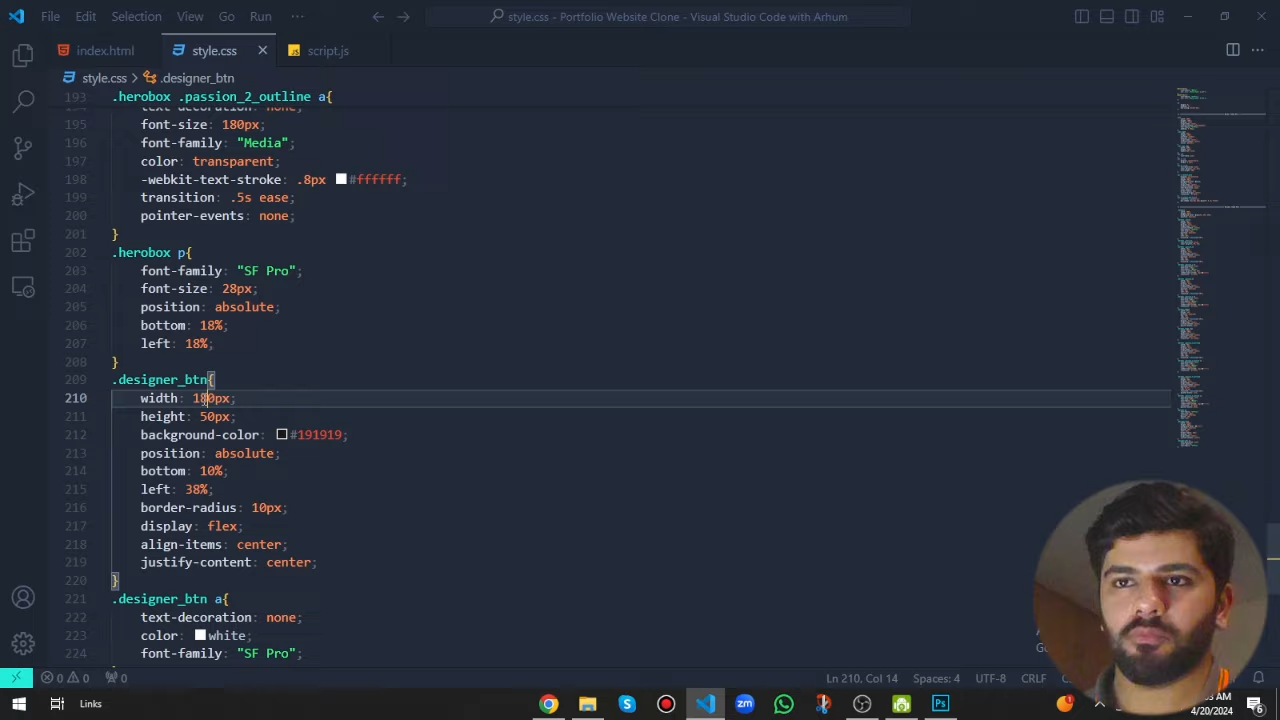 File Edit Selection View Go Run ··· style.css - Portfolio Website Clone - Visual Studio Code with Arhum
index.html style.css script.js
style.css > .designer_btn
193 .herobox .passion_2_outline a{
text-decoration: none;
195 font-size: 180px;
196 font-family: "Media";
197 color: transparent;
198 -webkit-text-stroke: .8px #ffffff;
199 transition: .5s ease;
200 pointer-events: none;
201 }
202 .herobox p{
203 font-family: "SF Pro";
204 font-size: 28px;
205 position: absolute;
206 bottom: 18%;
207 left: 18%;
208 }
209 .designer_btn{
210 width: 180px;
211 height: 50px;
212 background-color: #191919;
213 position: absolute;
214 bottom: 10%;
215 left: 38%;
216 border-radius: 10px;
217 display: flex;
218 align-items: center;
219 justify-content: center;
220 }
221 .designer_btn a{
222 text-decoration: none;
223 color: white;
224 font-family: "SF Pro";
0 0 0 Ln 210, Col 14 Spaces: 4 UTF-8 CRLF
Links
4/20/2024